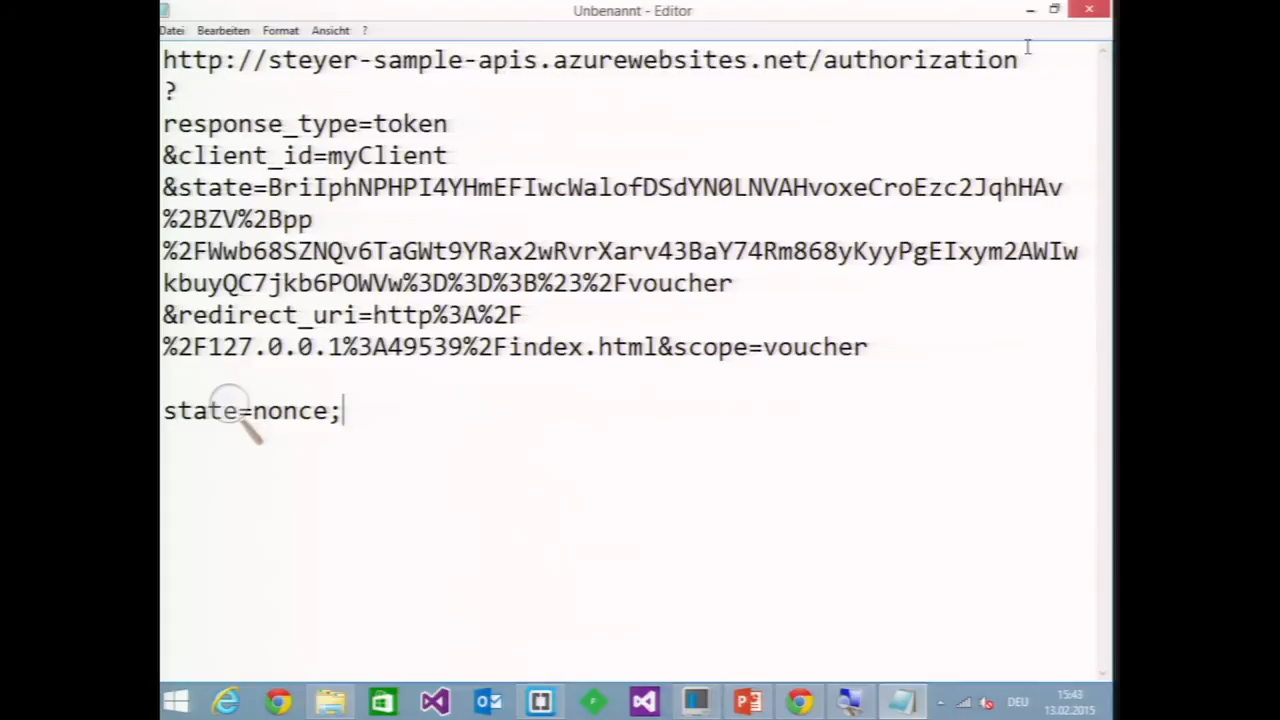 Unbenannt - Editor
Datei Bearbeiten Format Ansicht ?
http://steyer-sample-apis.azurewebsites.net/authorization
?
response_type=token
&client_id=myClient
&state=BriIphNPHPI4YHmEFIwcWalofDSdYN0LNVAHvoxeCroEzc2JqhHAv
%2BZV%2Bpp
%2FWwb68SZNQv6TaGWt9YRax2wRvrXarv43BaY74Rm868yKyyPgEIxym2AWIw
kbuyQC7jkb6POWVw%3D%3D%3B%23%2Fvoucher
&redirect_uri=http%3A%2F
%2F127.0.0.1%3A49539%2Findex.html&scope=voucher
state=nonce;
DEU
15:43
13.02.2015